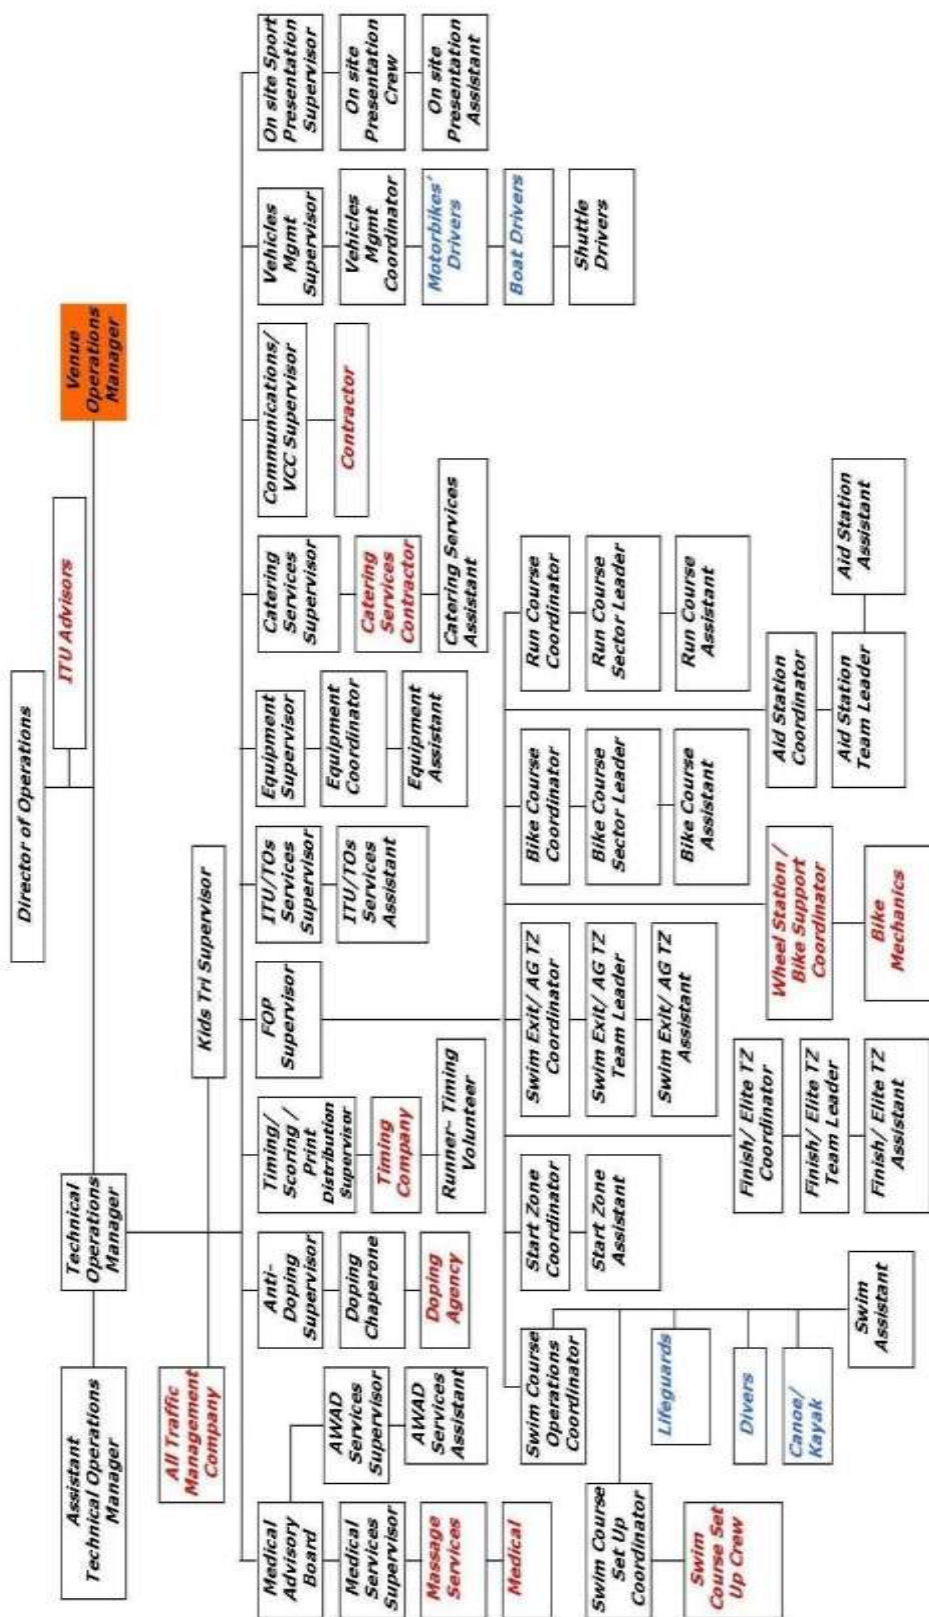 Director of Operations
ITU Advisors
Assistant
Technical Operations
Manager
Technical
Operations
Manager
Venue
Operations
Manager
All Traffic
Management
Company
Kids Tri Supervisor
Medical
Advisory
Board
Medical
Services
Supervisor
Massage
Services
Medical
AWAD
Services
Supervisor
AWAD
Services
Assistant
Anti-
Doping
Supervisor
Doping
Chaperone
Doping
Agency
Timing/
Scoring /
Print
Distribution
Supervisor
Timing
Company
Runner- Timing
Volunteer
FOP
Supervisor
ITU/TOs
Services
Supervisor
ITU/TOs
Services
Assistant
Equipment
Supervisor
Equipment
Coordinator
Equipment
Assistant
Catering
Services
Supervisor
Catering
Services
Contractor
Catering Services
Assistant
Communications/
VCC Supervisor
Contractor
Vehicles
Mgmt
Supervisor
Vehicles
Mgmt
Coordinator
Motorbikes'
Drivers
Boat Drivers
Shuttle
Drivers
On site Sport
Presentation
Supervisor
On site
Presentation
Crew
On site
Presentation
Assistant
Swim Course
Operations
Coordinator
Swim Course
Set Up
Coordinator
Swim
Course Set
Up Crew
Lifeguards
Divers
Canoe/
Kayak
Swim
Assistant
Start Zone
Coordinator
Start Zone
Assistant
Finish/ Elite TZ
Coordinator
Finish/ Elite TZ
Team Leader
Finish/ Elite TZ
Assistant
Swim Exit/ AG TZ
Coordinator
Swim Exit/ AG TZ
Team Leader
Swim Exit/ AG TZ
Assistant
Wheel Station /
Bike Support
Coordinator
Bike
Mechanics
Bike Course
Coordinator
Bike Course
Sector Leader
Bike Course
Assistant
Aid Station
Coordinator
Aid Station
Team Leader
Aid Station
Assistant
Run Course
Coordinator
Run Course
Sector Leader
Run Course
Assistant